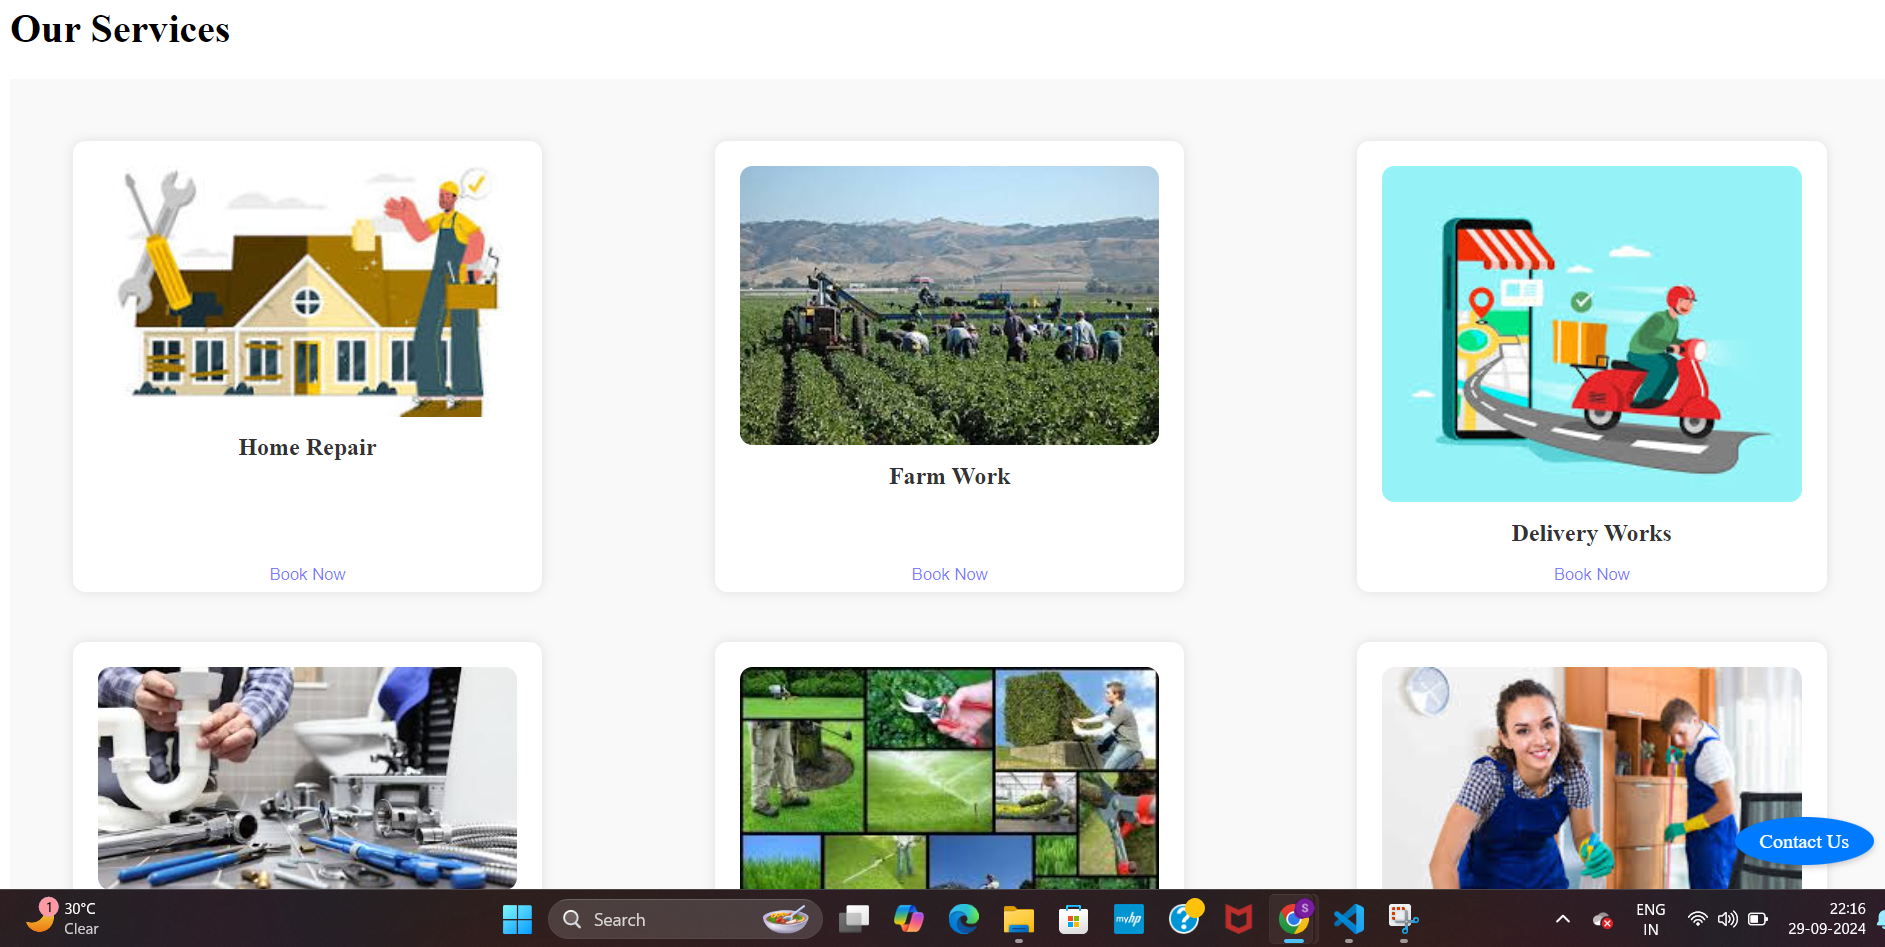 Our Services
Home Repair
Farm Work
Delivery Works
Book Now
Book Now
Book Now
Contact Us
1
30°C
Clear
Search
myhp
?
S
ENG
IN
22:16
29-09-2024